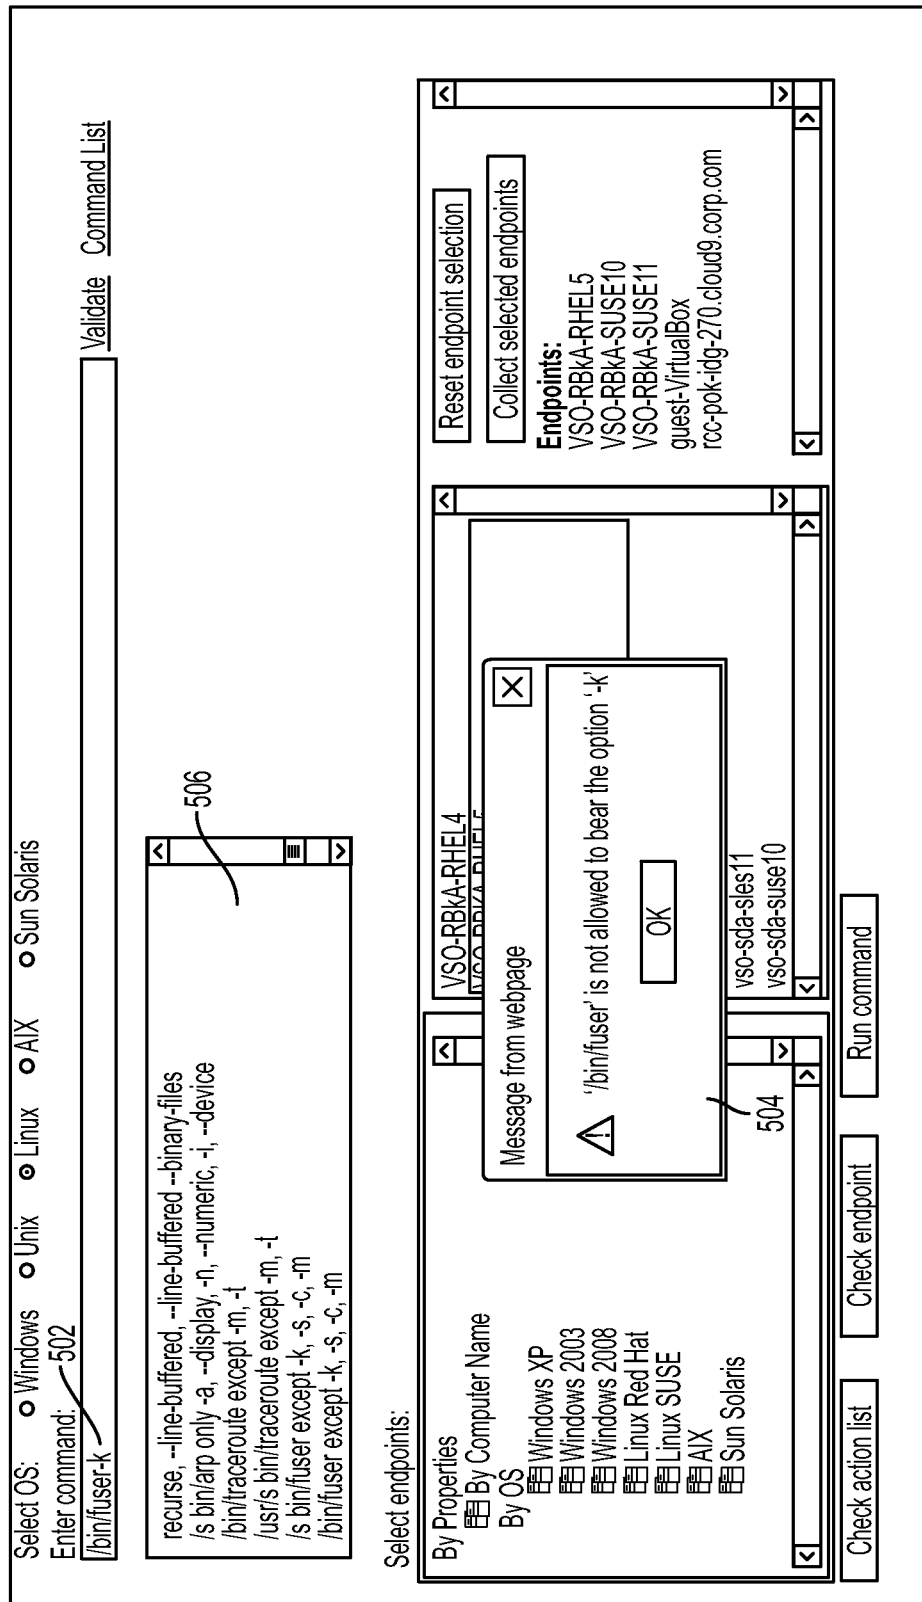 Select OS: Windows Unix Linux AIX Sun Solaris
Enter command:
502
/bin/fuser-k
Validate Command List
recurse, --line-buffered, --line-buffered --binary-files
/s bin/arp only -a, --display, -n, --numeric, -i, --device
/bin/traceroute except -m, -t
/usr/s bin/traceroute except -m, -t
/s bin/fuser except -k, -s, -c, -m
/bin/fuser except -k, -s, -c, -m
506
Select endpoints:
By Properties
By Computer Name
By OS
Windows XP
Windows 2003
Windows 2008
Linux Red Hat
Linux SUSE
AIX
Sun Solaris
VSO-RBKA-RHEL4
VSO-RBKA-RHEL5
Message from webpage
'/bin/fuser' is not allowed to bear the option '-k'
OK
504
vso-sda-sles11
vso-sda-suse10
Reset endpoint selection
Collect selected endpoints
Endpoints:
VSO-RBKA-RHEL5
VSO-RBKA-SUSE10
VSO-RBKA-SUSE11
guest-VirtualBox
rcc-pok-idg-270.cloud9.corp.com
Check action list
Check endpoint
Run command